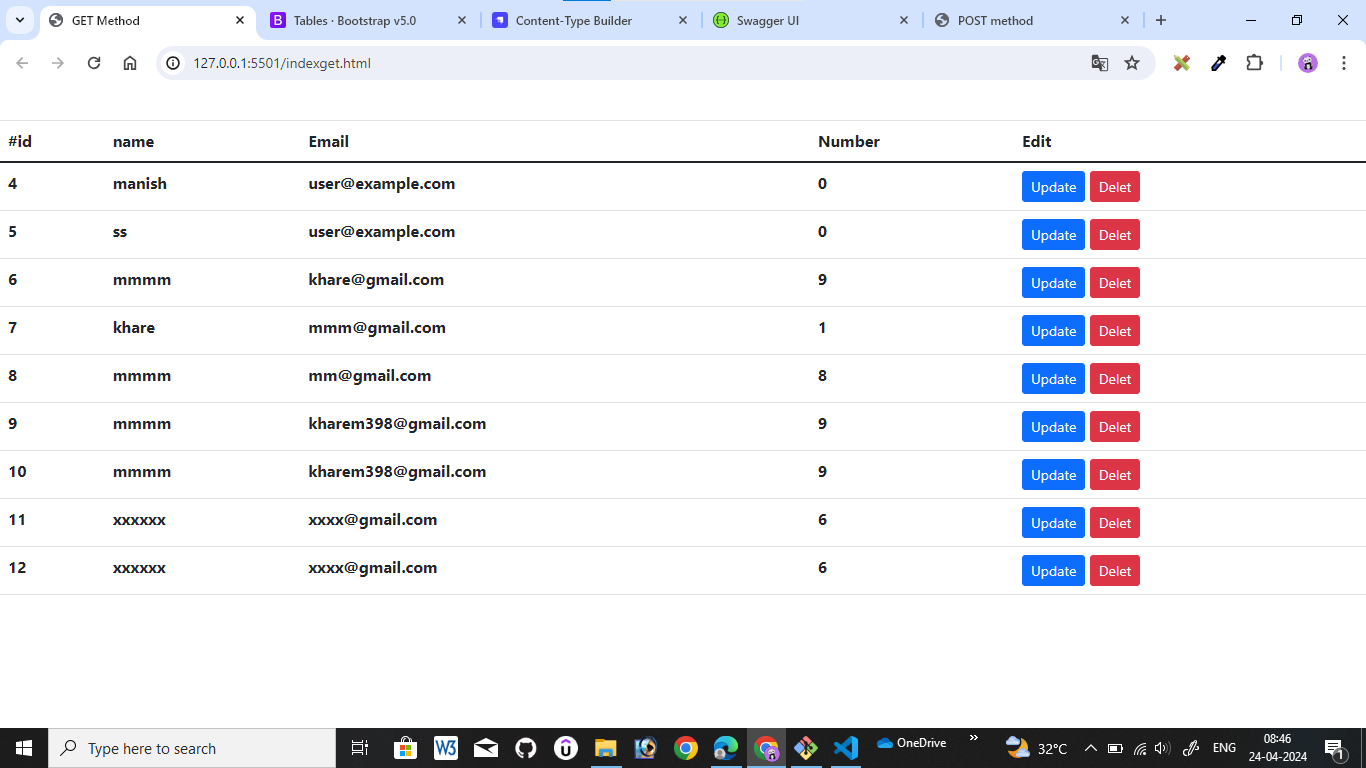 GET Method
Tables · Bootstrap v5.0
Content-Type Builder
Swagger UI
POST method
127.0.0.1:5501/indexget.html
#id name Email Number Edit
4 manish user@example.com 0 Update Delet
5 ss user@example.com 0 Update Delet
6 mmmm khare@gmail.com 9 Update Delet
7 khare mmm@gmail.com 1 Update Delet
8 mmmm mm@gmail.com 8 Update Delet
9 mmmm kharem398@gmail.com 9 Update Delet
10 mmmm kharem398@gmail.com 9 Update Delet
11 xxxxxx xxxx@gmail.com 6 Update Delet
12 xxxxxx xxxx@gmail.com 6 Update Delet
Type here to search
W3
OneDrive
32°C
ENG
08:46
24-04-2024
1